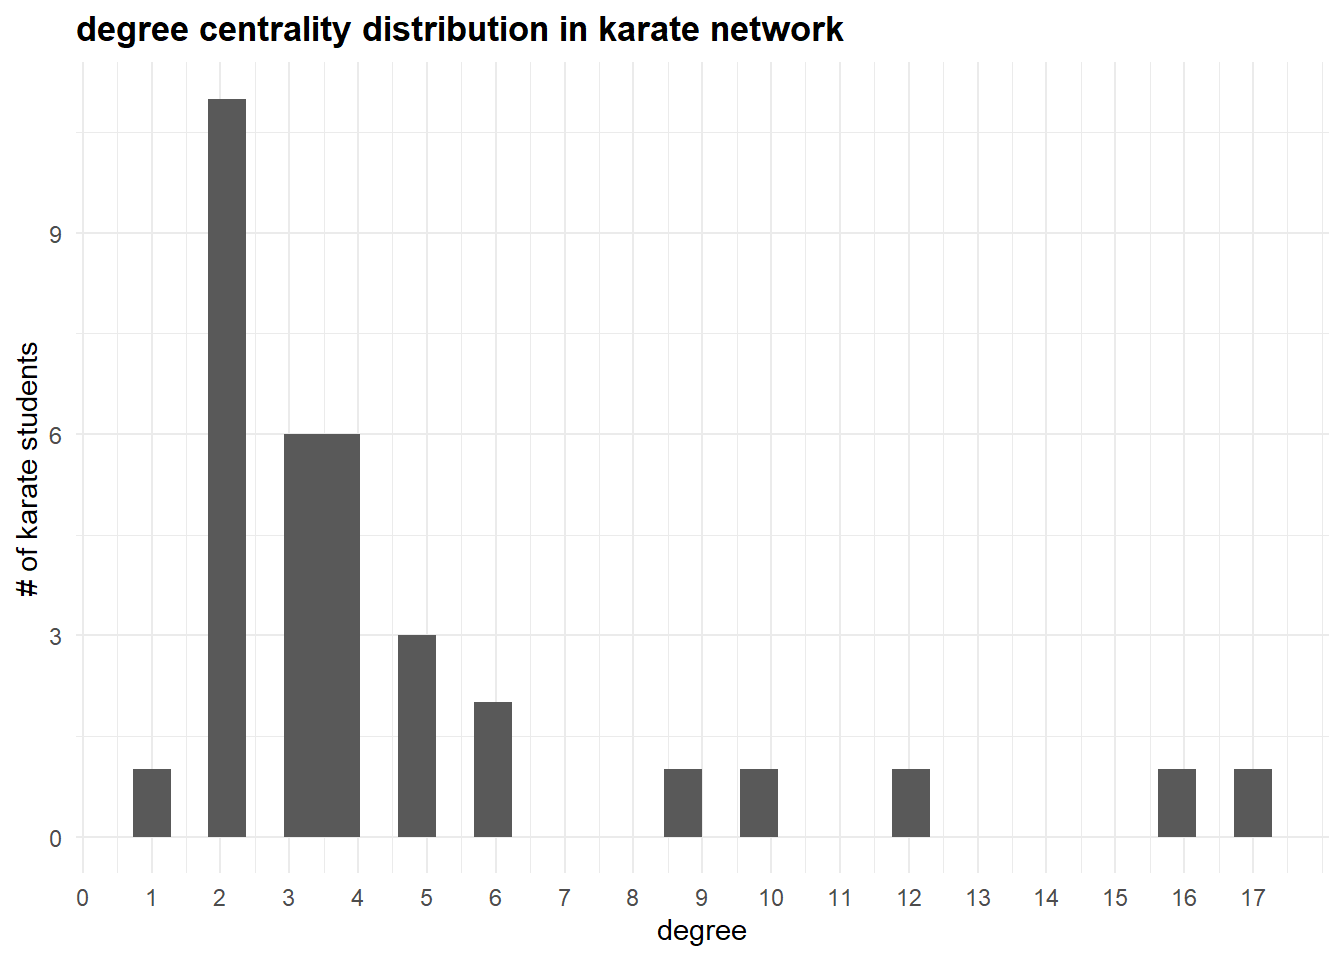 degree centrality distribution in karate network
# of karate students
9
6
3
0
0 1 2 3 4 5 6 7 8 9 10 11 12 13 14 15 16 17
degree